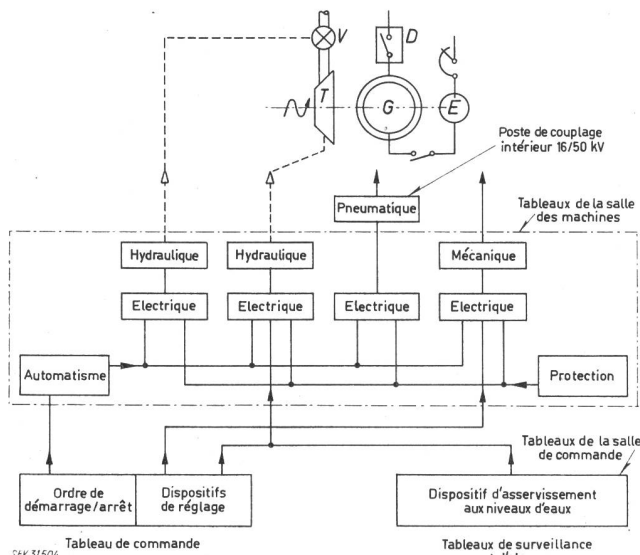 V
D
T
G
E
Poste de couplage
intérieur 16/50 kV
Pneumatique
Tableaux de la salle
des machines
Hydraulique
Hydraulique
Mécanique
Electrique
Electrique
Electrique
Electrique
Automatisme
Protection
Tableaux de la salle
de commande
Ordre de
démarrage/arrêt
Dispositifs
de réglage
Dispositif d'asservissement
aux niveaux d'eaux
Tableau de commande
Tableaux de surveillance